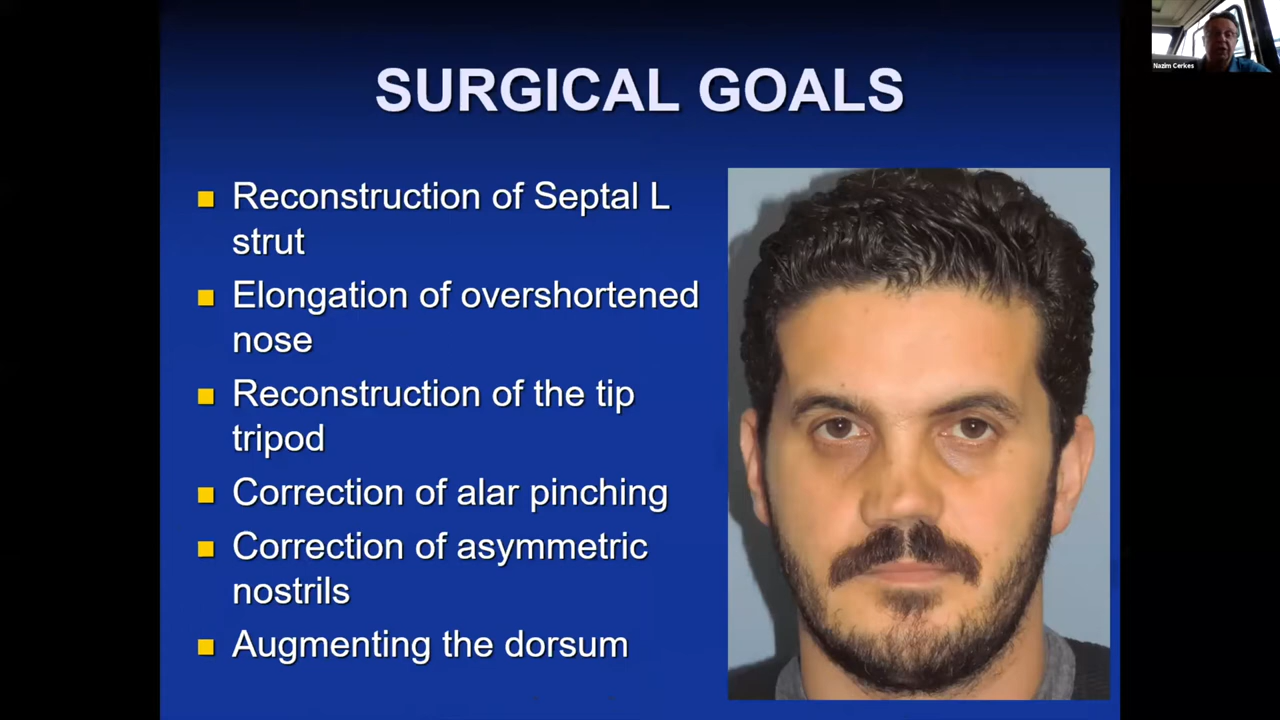 SURGICAL GOALS
Reconstruction of Septal L
strut
Elongation of overshortened
nose
Reconstruction of the tip
tripod
Correction of alar pinching
Correction of asymmetric
nostrils
Augmenting the dorsum
Nazim Cerkes